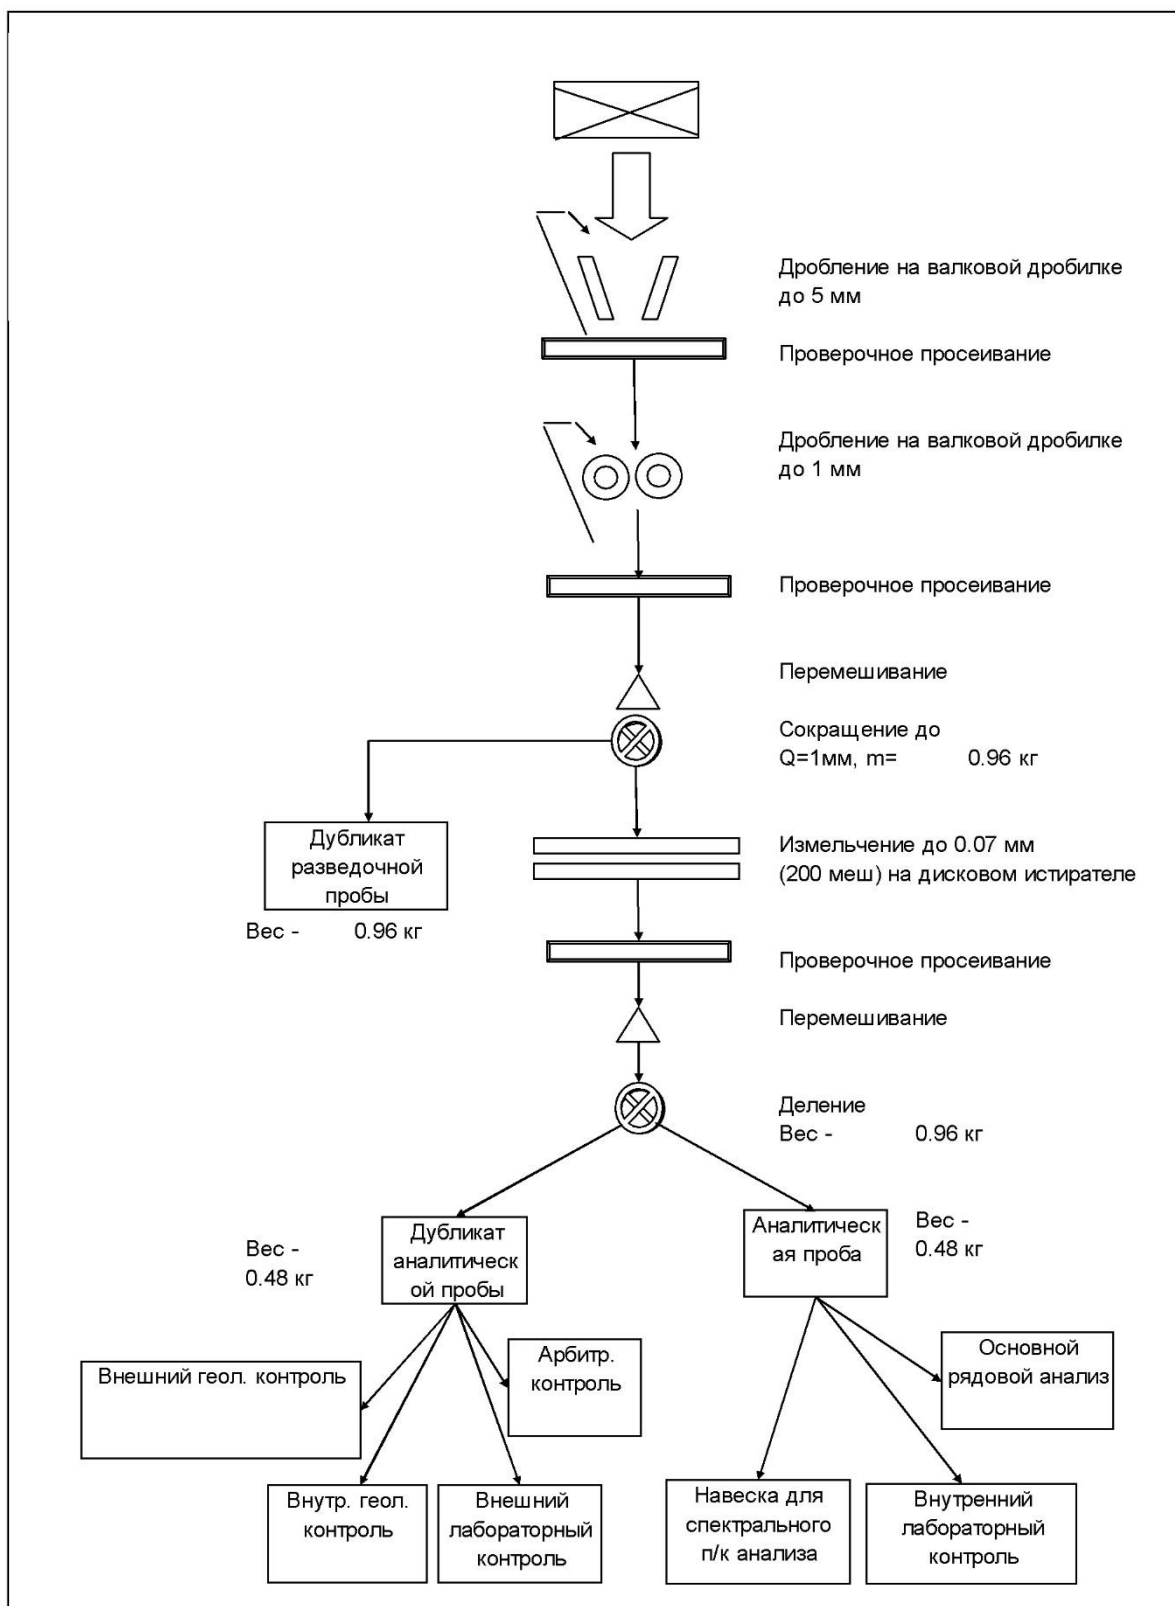 Дробление на валковой дробилке
до 5 мм
Проверочное просеивание
Дробление на валковой дробилке
до 1 мм
Проверочное просеивание
Перемешивание
Сокращение до
Q=1мм, m= 0.96 кг
Дубликат
разведочной
пробы
Вес - 0.96 кг
Измельчение до 0.07 мм
(200 меш) на дисковом истирателе
Проверочное просеивание
Перемешивание
Деление
Вес - 0.96 кг
Вес -
0.48 кг
Дубликат
аналитическ
ой пробы
Аналитическ
ая проба
Вес -
0.48 кг
Внешний геол. контроль
Арбитр.
контроль
Основной
рядовой анализ
Внутр. геол.
контроль
Внешний
лабораторный
контроль
Навеска для
спектрального
п/к анализа
Внутренний
лабораторный
контроль